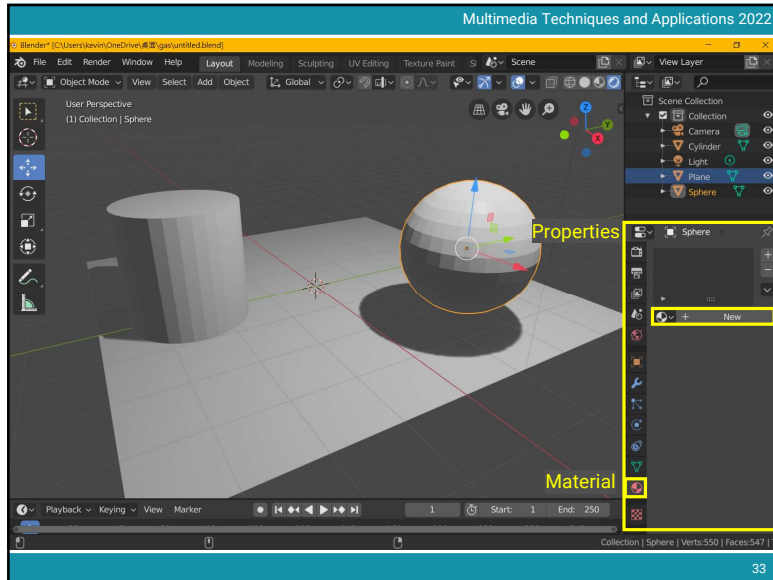 Multimedia Techniques and Applications 2022
Blender* [C:\Users\kevin\OneDrive\桌面\gas\untitled.blend]
File Edit Render Window Help Layout Modeling Sculpting UV Editing Texture Paint Scene View Layer
Object Mode View Select Add Object Global
User Perspective
(1) Collection | Sphere
Z
Y
X
Scene Collection
Collection
Camera
Cylinder
Light
Plane
Sphere
Properties
Sphere
+ New
Material
Playback Keying View Marker 1 Start: 1 End: 250
Collection | Sphere | Verts:550 | Faces:547 |
33